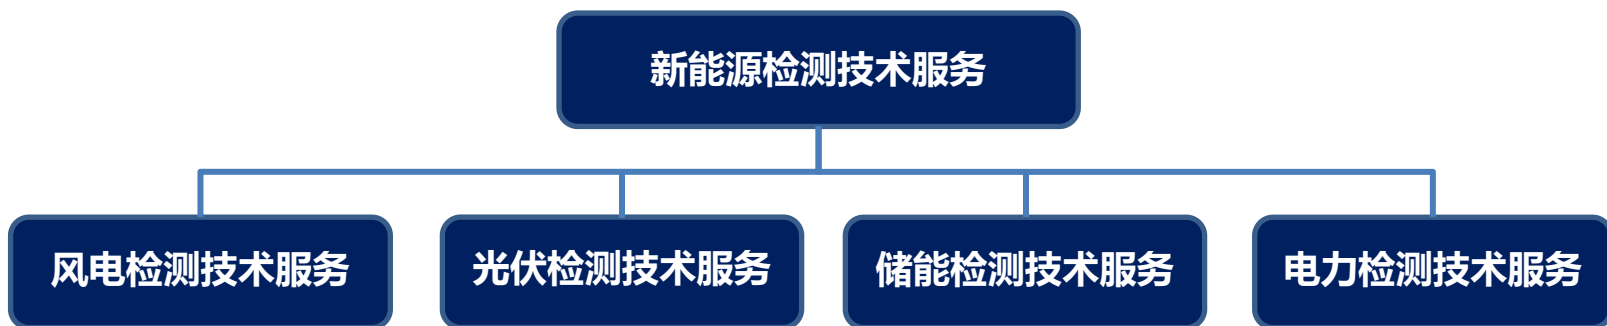 新能源检测技术服务
风电检测技术服务
光伏检测技术服务
储能检测技术服务
电力检测技术服务